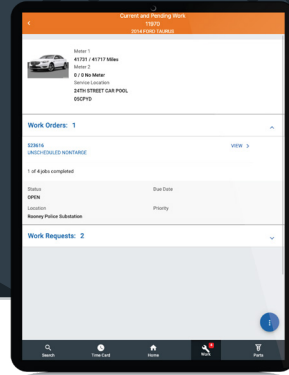 Current and Pending Work
11970
2014 FORD TAURUS
Meter 1
41731 / 41717 Miles
Meter 2
0 / 0 No Meter
Service Location
24TH STREET CAR POOL
05CPYD
Work Orders: 1
523616
VIEW >
UNSCHEDULED NONTARGE
1 of 4 jobs completed
Status
Due Date
OPEN
Location
Priority
Rooney Police Substation
Work Requests: 2
Search
Time Card
Home
Work
Parts